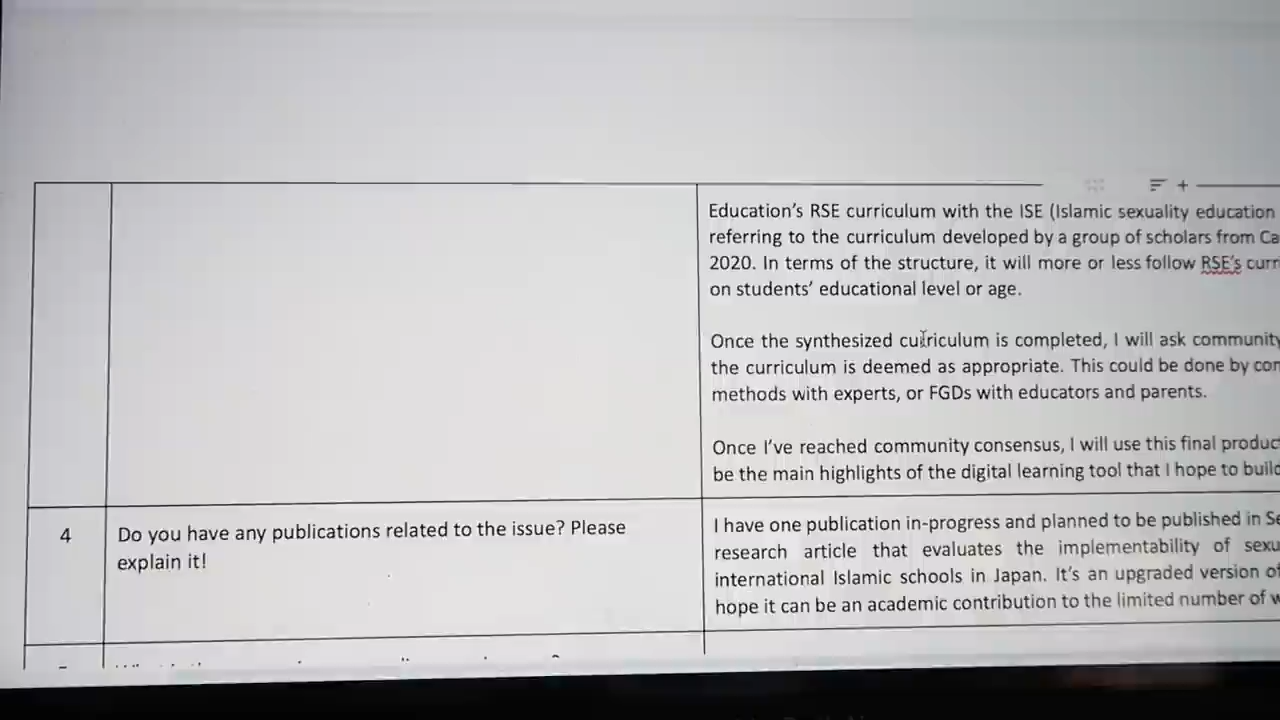 Education's RSE curriculum with the ISE (Islamic sexuality education
referring to the curriculum developed by a group of scholars from
2020. In terms of the structure, it will more or less follow RSE's
on students' educational level or age.
Once the synthesized curriculum is completed, I will ask community
the curriculum is deemed as appropriate. This could be done by
methods with experts, or FGDs with educators and parents.
Once I've reached community consensus, I will use this final
be the main highlights of the digital learning tool that I hope to
4
Do you have any publications related to the issue? Please
explain it!
I have one publication in-progress and planned to be published in
research article that evaluates the implementability of
international Islamic schools in Japan. It's an upgraded version
hope it can be an academic contribution to the limited number of